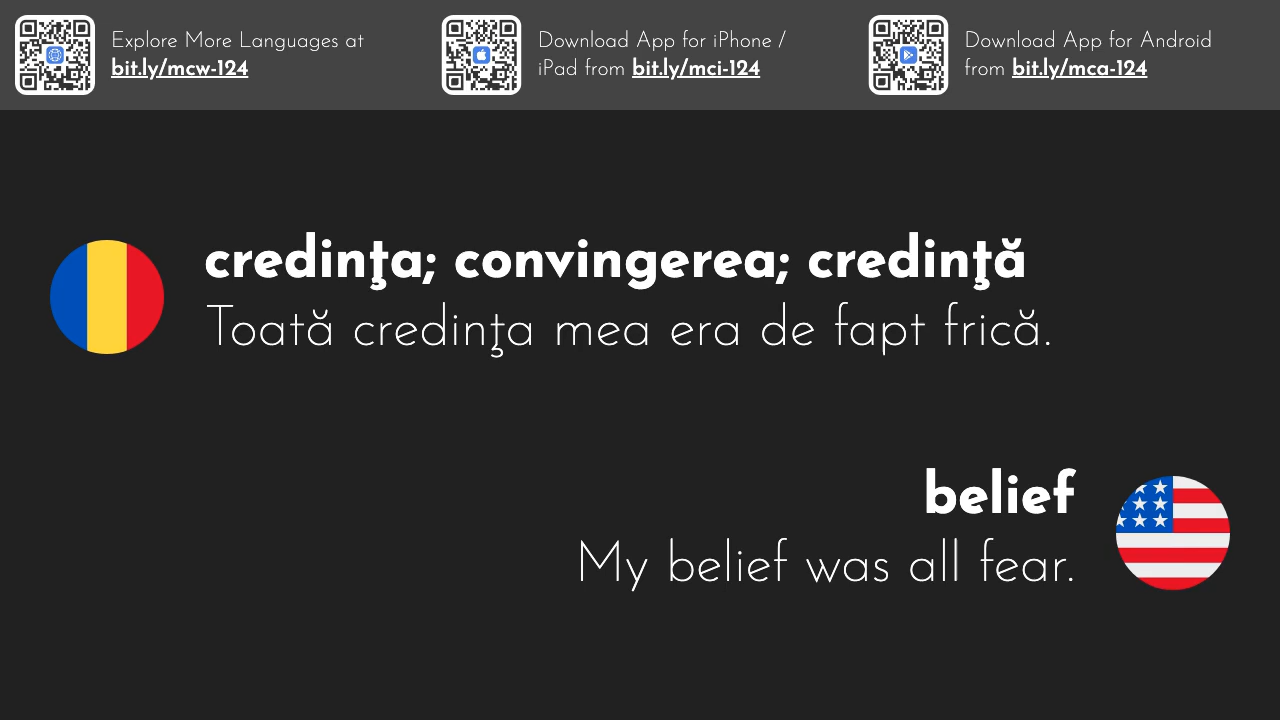 Explore More Languages at
bit.ly/mcw-124
Download App for iPhone /
iPad from bit.ly/mci-124
Download App for Android
from bit.ly/mca-124
credinţa; convingerea; credinţă
Toată credinţa mea era de fapt frică.
belief
My belief was all fear.